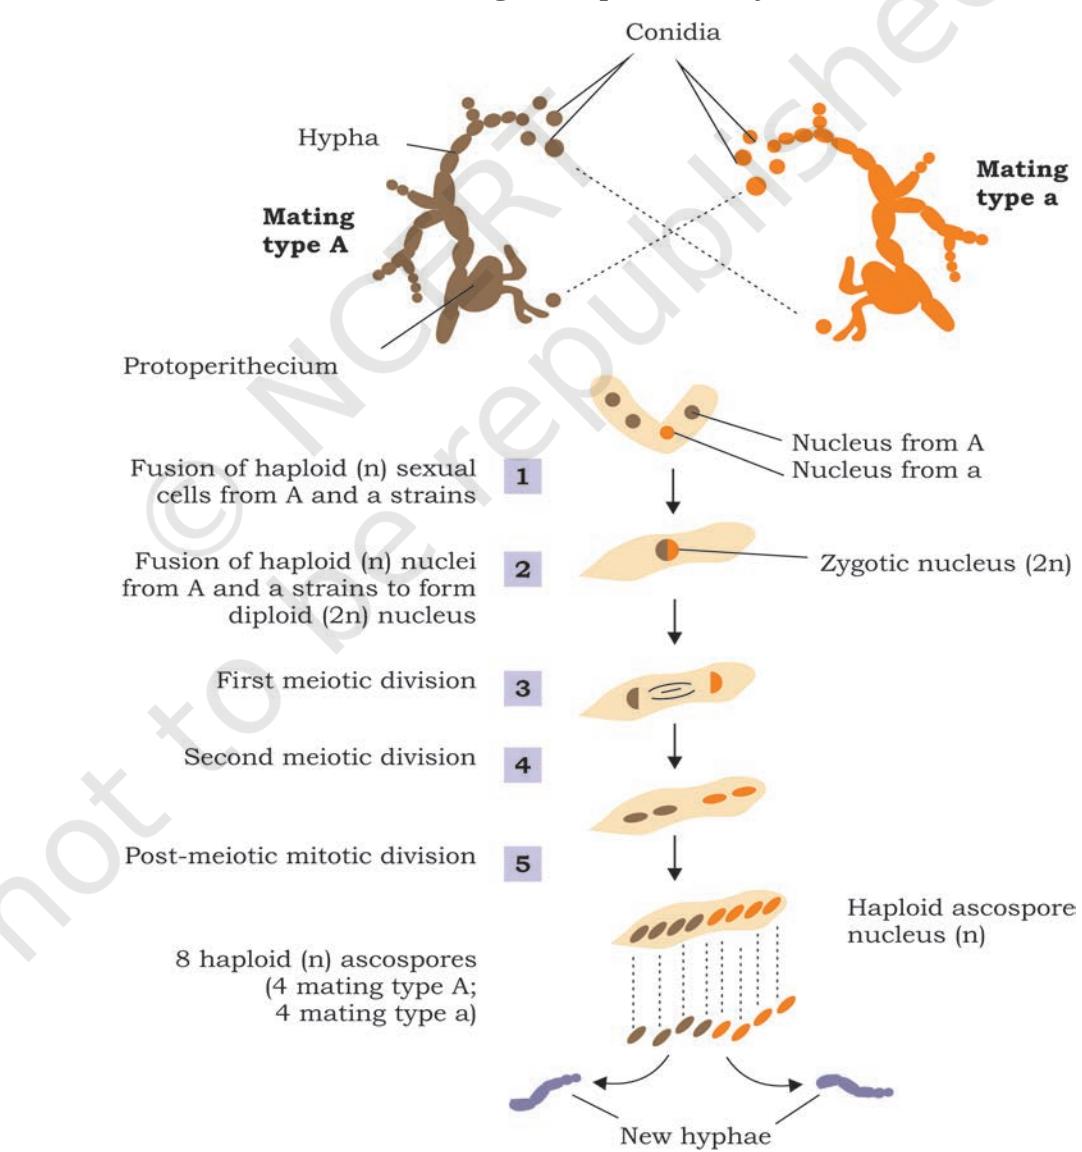 Conidia
Hypha
Mating
type A
Mating
type a
Protoperithecium
Nucleus from A
Nucleus from a
Fusion of haploid (n) sexual
cells from A and a strains
1
Fusion of haploid (n) nuclei
from A and a strains to form
diploid (2n) nucleus
2
Zygotic nucleus (2n)
First meiotic division
3
Second meiotic division
4
Post-meiotic mitotic division
5
Haploid ascospore
nucleus (n)
8 haploid (n) ascospores
(4 mating type A;
4 mating type a)
New hyphae
© NCERT
not to be republished